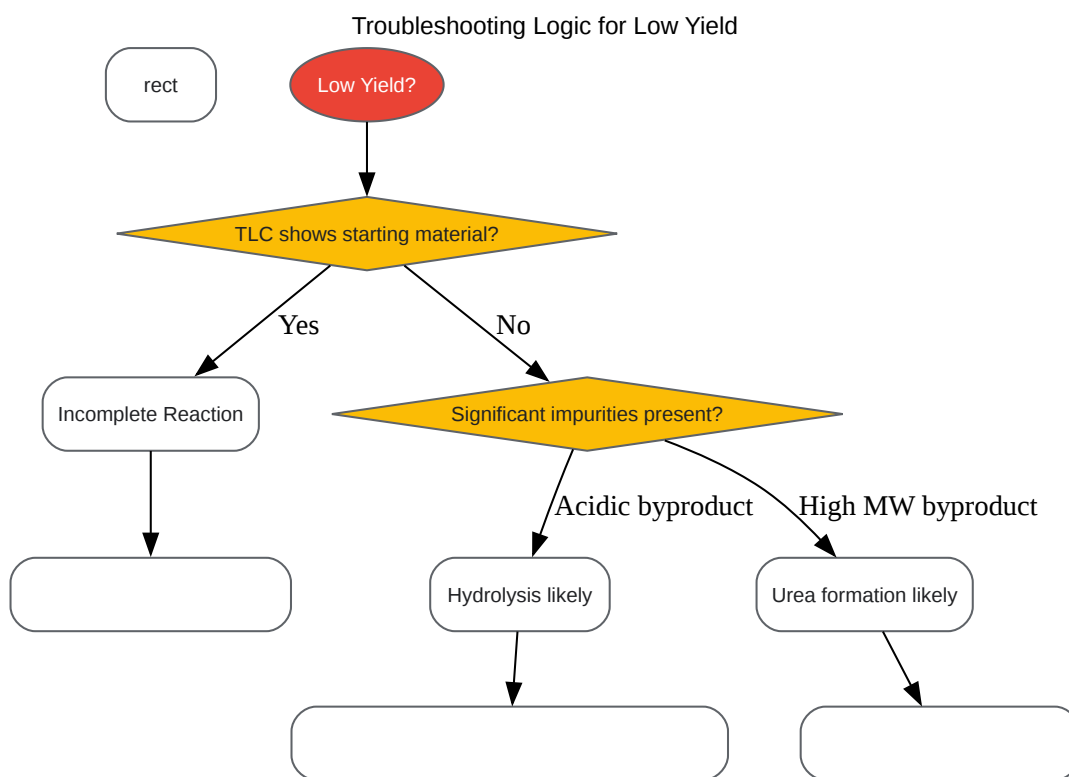 Troubleshooting Logic for Low Yield
rect
Low Yield?
TLC shows starting material?
Yes
No
Incomplete Reaction
Significant impurities present?
Acidic byproduct
High MW byproduct
Hydrolysis likely
Urea formation likely